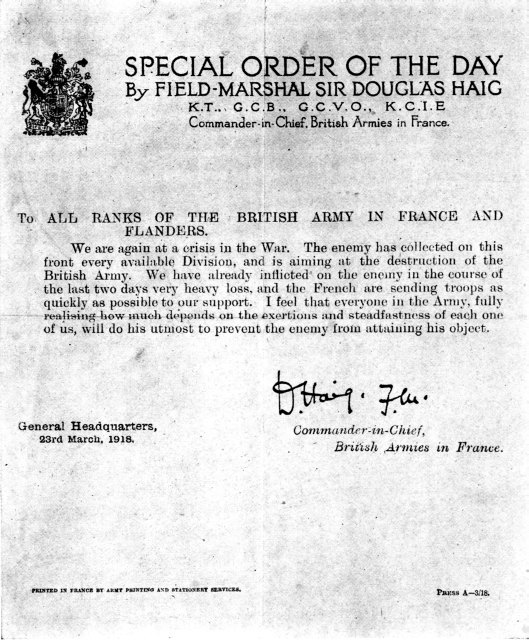 SPECIAL ORDER OF THE DAY
By FIELD-MARSHAL SIR DOUGLAS HAIG
K.T., G.C.B., G.C.V.O., K.C.I.E
Commander-in-Chief, British Armies in France.
To ALL RANKS OF THE BRITISH ARMY IN FRANCE AND
FLANDERS.
We are again at a crisis in the War. The enemy has collected on this
front every available Division, and is aiming at the destruction of the
British Army. We have already inflicted on the enemy in the course of
the last two days very heavy loss, and the French are sending troops as
quickly as possible to our support. I feel that everyone in the Army, fully
realising how much depends on the exertions and steadfastness of each one
of us, will do his utmost to prevent the enemy from attaining his object.
D. Haig. F.M.
General Headquarters,
23rd March, 1918.
Commander-in-Chief,
British Armies in France.
PRINTED IN FRANCE BY ARMY PRINTING AND STATIONERY SERVICES.
PRESS A—3/18.